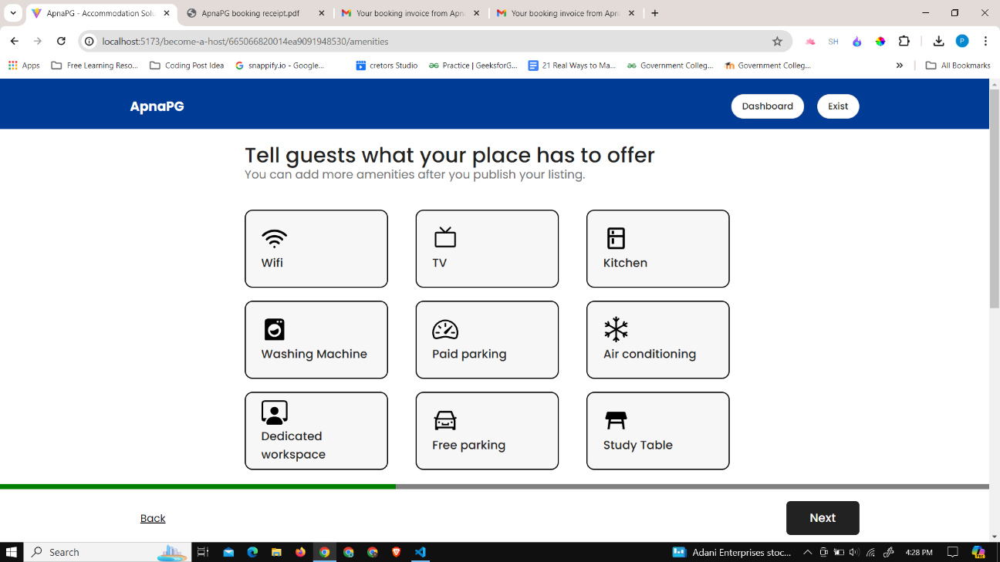 ApnaPG - Accommodation Solu
ApnaPG booking receipt.pdf
Your booking invoice from Apna
Your booking invoice from Apna
localhost:5173/become-a-host/665066820014ea9091948530/amenities
SH
P
Apps
Free Learning Reso...
Coding Post Idea
snappify.io - Google...
cretors Studio
Practice | GeeksforG...
21 Real Ways to Ma...
Government Colleg...
Government Colleg...
All Bookmarks
ApnaPG
Dashboard
Exist
Tell guests what your place has to offer
You can add more amenities after you publish your listing.
Wifi
TV
Kitchen
Washing Machine
Paid parking
Air conditioning
Dedicated
workspace
Free parking
Study Table
Back
Next
Search
Adani Enterprises stoc...
4:28 PM